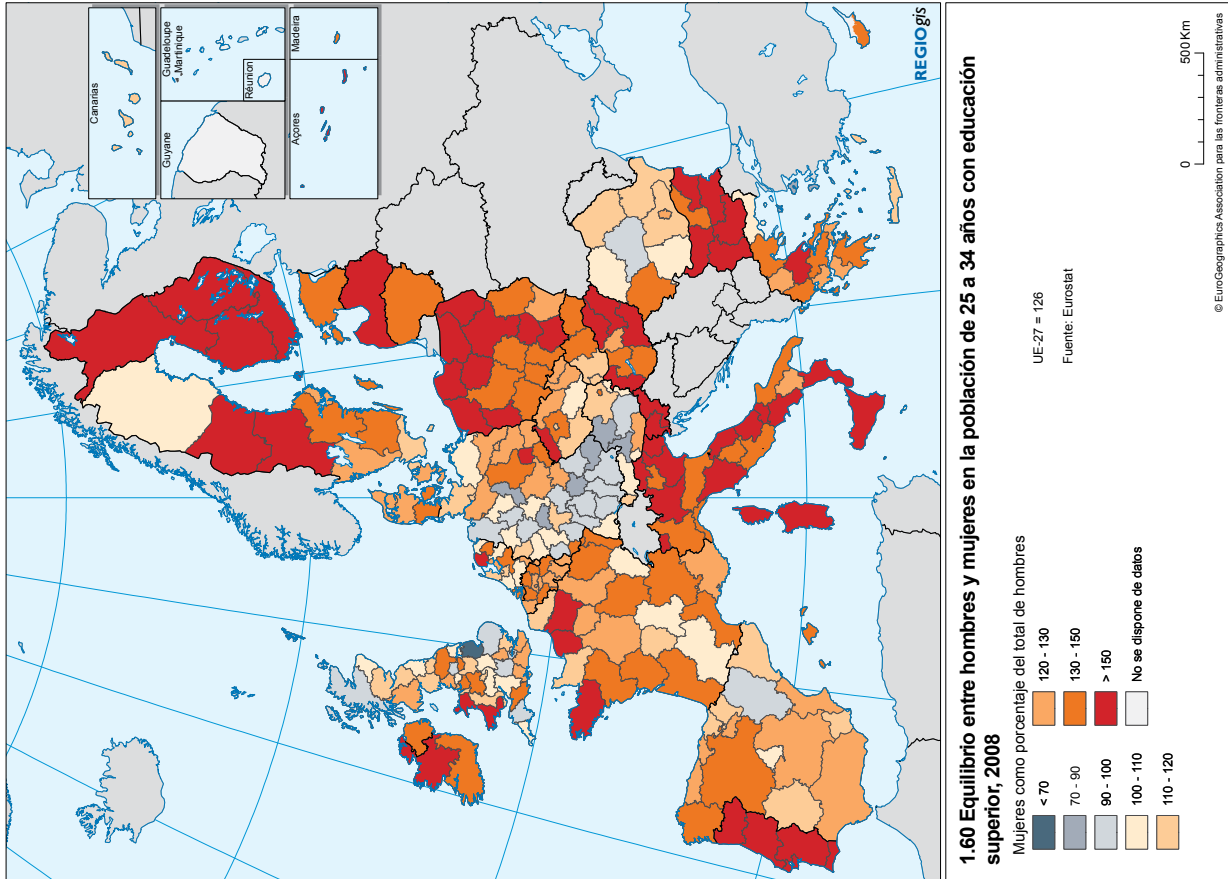 Canarias
Guyane
Guadeloupe
Martinique
Réunion
Açores
Madeira
REGIOgis
1.60 Equilibrio entre hombres y mujeres en la población de 25 a 34 años con educación
superior, 2008
Mujeres como porcentaje del total de hombres
< 70
70 - 90
90 - 100
100 - 110
110 - 120
120 - 130
130 - 150
> 150
No se dispone de datos
UE-27 = 126
Fuente: Eurostat
0
500 Km
© EuroGeographics Association para las fronteras administrativas